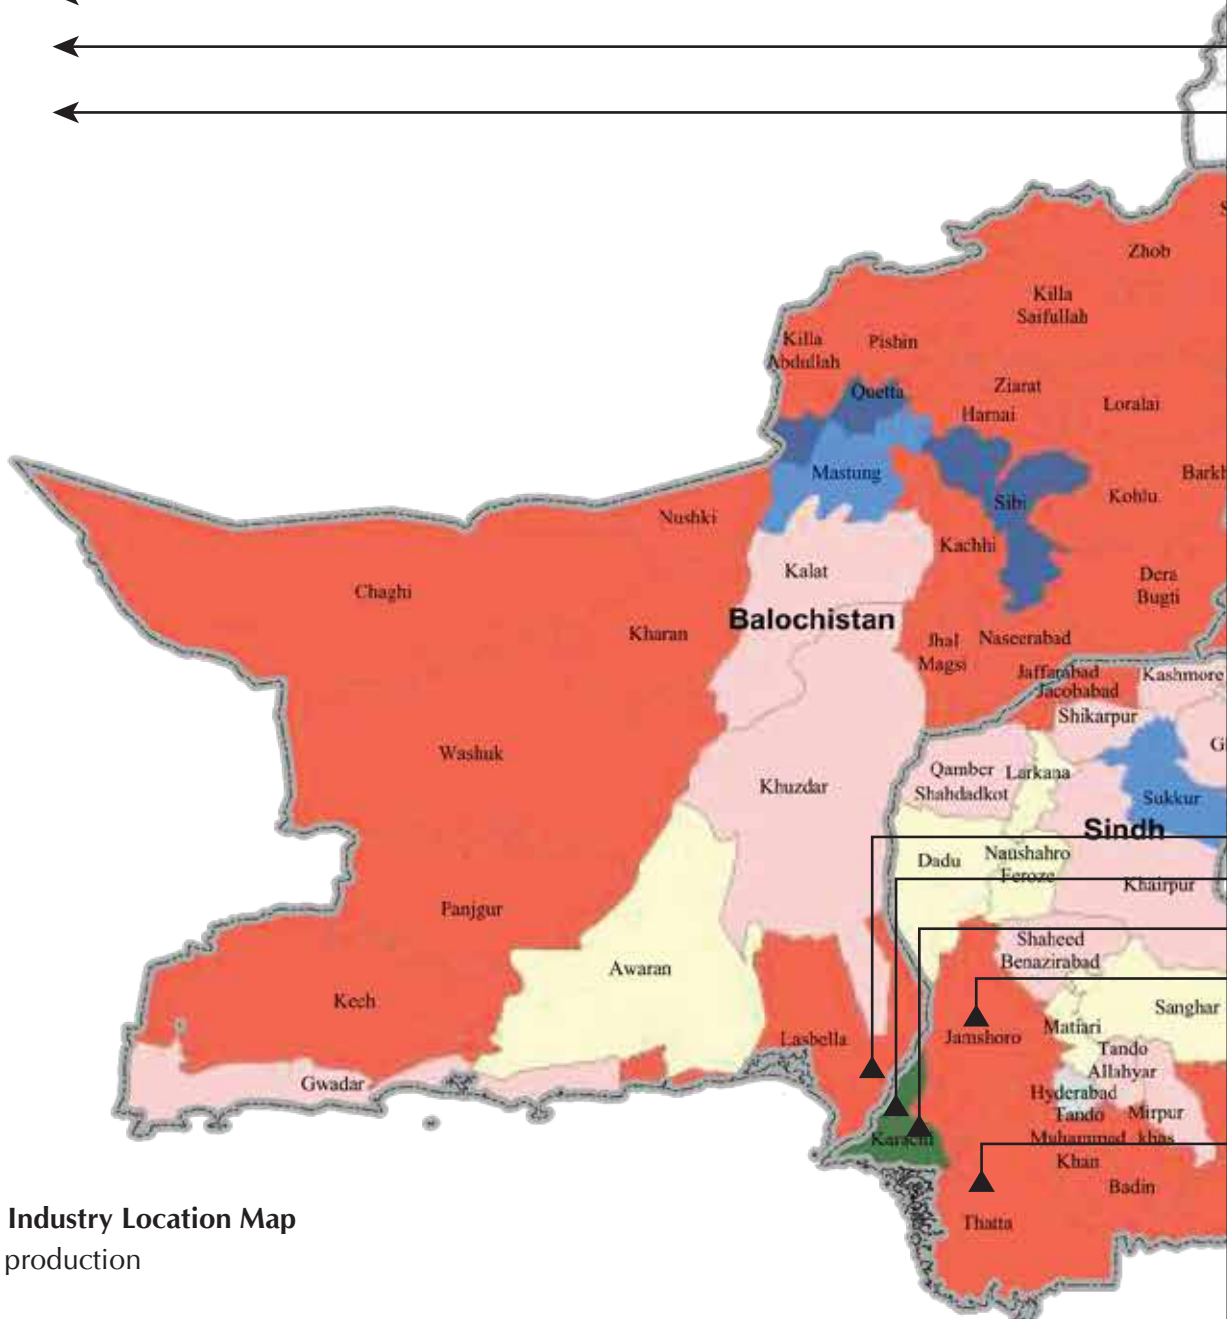 Zhob
Killa
Saifullah
Killa
Abdullah
Pishin
Ziarat
Quetta
Harnai
Loralai
Mastung
Sibi
Kohlu
Nushki
Kachhi
Kalat
Chaghi
Dera
Bugti
Balochistan
Kharan
Jhal
Magsi
Naseerabad
Jaffarabad
Jacobabad
Kashmore
Shikarpur
Washuk
Khuzdar
Qamber
Shahdadkot
Larkana
Sukkur
Sindh
Dadu
Naushahro
Feroze
Khairpur
Panjgur
Shaheed
Benazirabad
Awaran
Kech
Sanghar
Matiari
Lasbella
Jamshoro
Tando
Allahyar
Gwadar
Hyderabad
Tando
Muhammad
Khan
Mirpur
khas
Karachi
Badin
Thatta
Industry Location Map
production